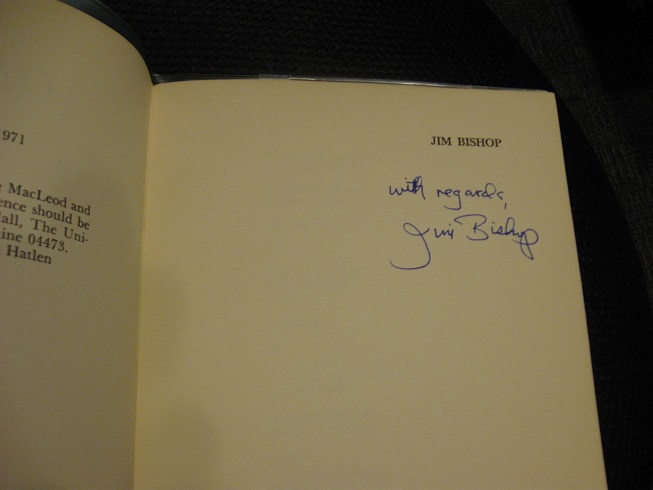 971
MacLeod and
ence should be
all, The Uni-
ine 04473.
Hatlen
JIM BISHOP
with regards,
Jim Bishop